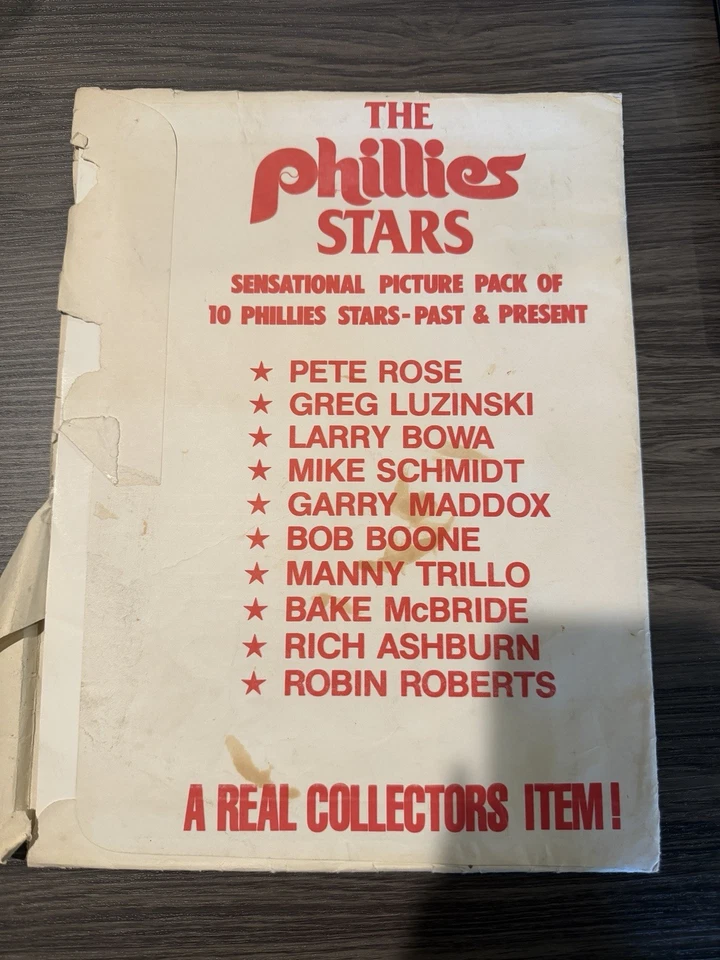 THE
Phillies
STARS
SENSATIONAL PICTURE PACK OF
10 PHILLIES STARS-PAST & PRESENT
★ PETE ROSE
★ GREG LUZINSKI
★ LARRY BOWA
★ MIKE SCHMIDT
★ GARRY MADDOX
★ BOB BOONE
★ MANNY TRILLO
★ BAKE McBRIDE
★ RICH ASHBURN
★ ROBIN ROBERTS
A REAL COLLECTORS ITEM!